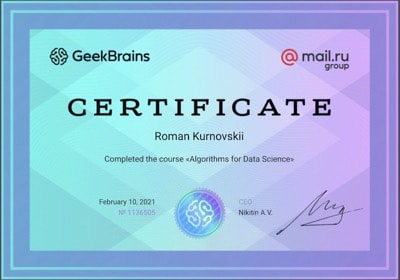 GeekBrains
@mail.ru
group
CERTIFICATE
Roman Kurnovskii
Completed the course «Algorithms for Data Science»
February 10, 2021
№ 1136505
CEO
Nikitin A.V.